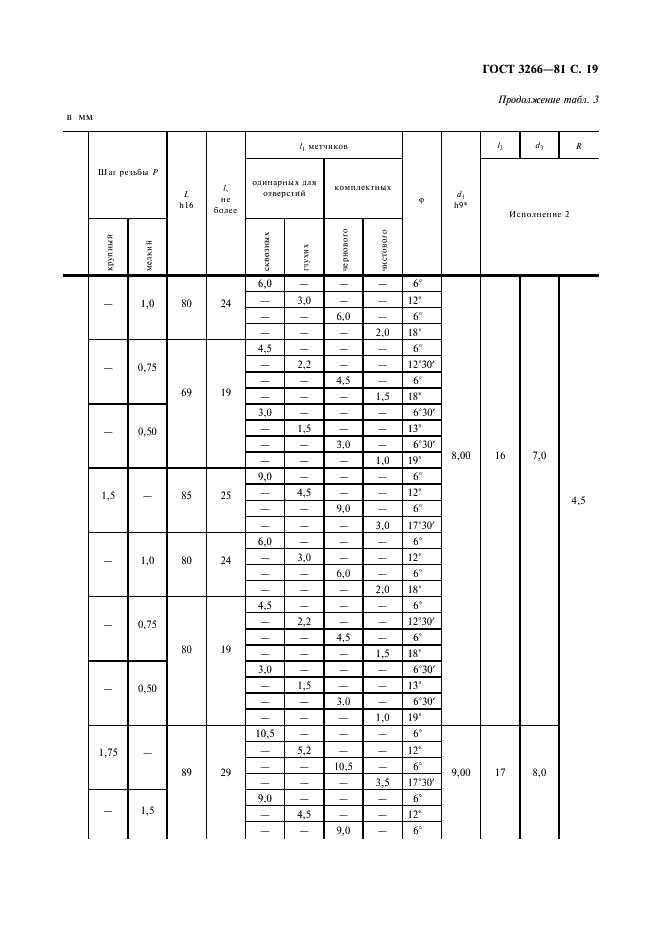 ГОСТ 3266—81 С. 19
Продолжение табл. 3
в мм
Шаг резьбы P
L h16
l, не более
l₁ метчиков
φ
d₁ h9*
l₃
d₃
R
одинарных для отверстий
комплектных
Исполнение 2
крупный
мелкий
сквозных
глухих
чернового
чистового
— 1,0 80 24 6,0 — — — 6° 8,00 16 7,0 4,5
— 3,0 — — 12°
— — 6,0 — 6°
— — — 2,0 18°
— 0,75 69 19 4,5 — — — 6°
— 2,2 — — 12°30′
— — 4,5 — 6°
— — — 1,5 18°
— 0,50 3,0 — — — 6°30′
— 1,5 — — 13°
— — 3,0 — 6°30′
— — — 1,0 19°
1,5 — 85 25 9,0 — — — 6°
— 4,5 — — 12°
— — 9,0 — 6°
— — — 3,0 17°30′
— 1,0 80 24 6,0 — — — 6°
— 3,0 — — 12°
— — 6,0 — 6°
— — — 2,0 18°
— 0,75 80 19 4,5 — — — 6°
— 2,2 — — 12°30′
— — 4,5 — 6°
— — — 1,5 18°
— 0,50 3,0 — — — 6°30′
— 1,5 — — 13°
— — 3,0 — 6°30′
— — — 1,0 19°
1,75 — 89 29 10,5 — — — 6° 9,00 17 8,0
— 5,2 — — 12°
— — 10,5 — 6°
— — — 3,5 17°30′
— 1,5 9,0 — — — 6°
— 4,5 — — 12°
— — 9,0 — 6°